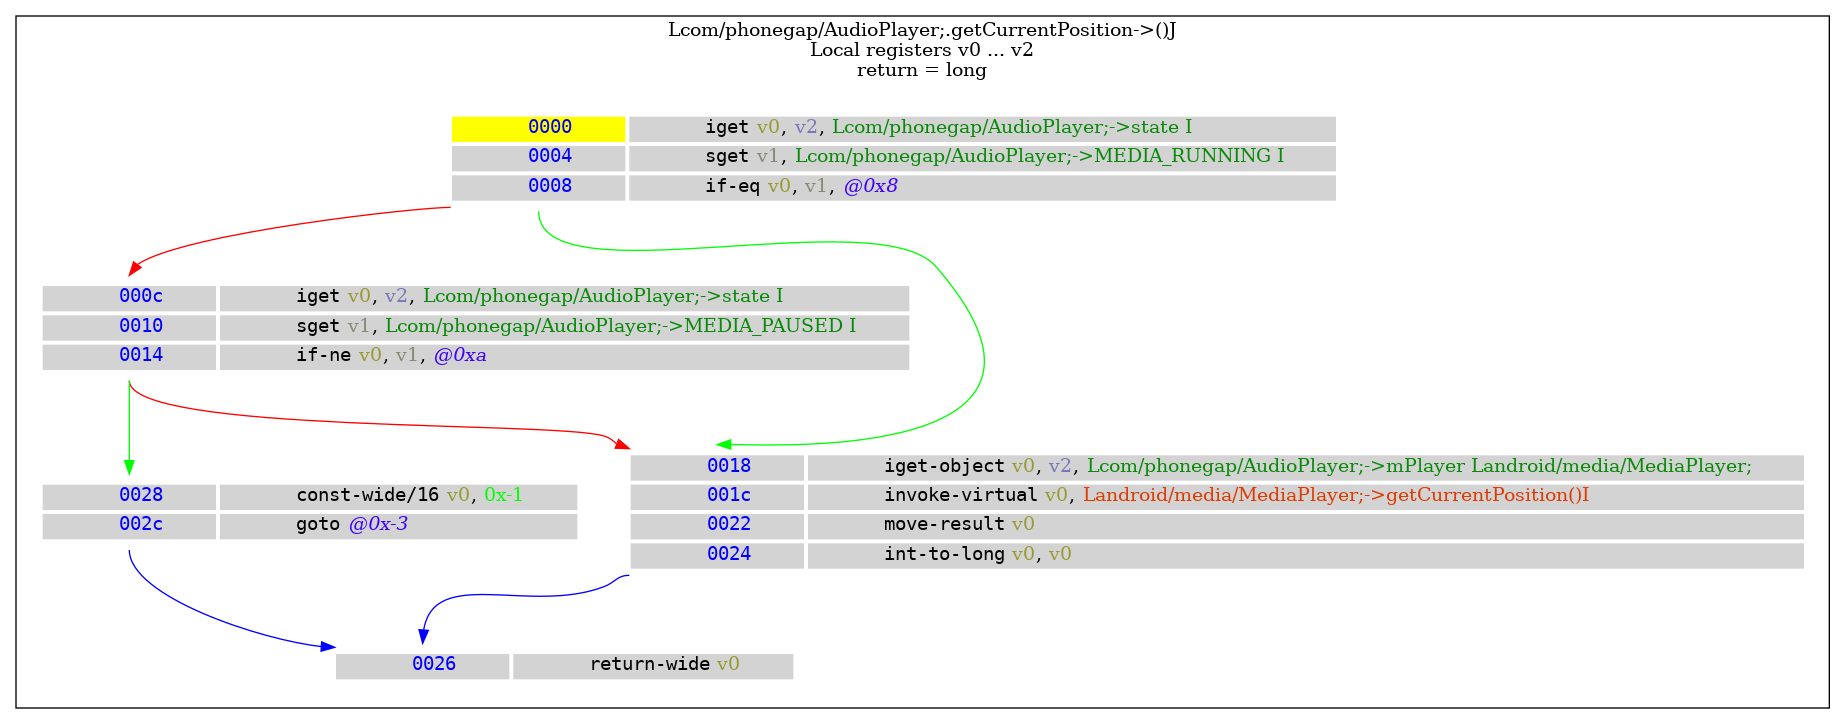 Lcom/phonegap/AudioPlayer;.getCurrentPosition->()J
Local registers v0 ... v2
return = long
0000 iget v0, v2, Lcom/phonegap/AudioPlayer;->state I
0004 sget v1, Lcom/phonegap/AudioPlayer;->MEDIA_RUNNING I
0008 if-eq v0, v1, @0x8
000c iget v0, v2, Lcom/phonegap/AudioPlayer;->state I
0010 sget v1, Lcom/phonegap/AudioPlayer;->MEDIA_PAUSED I
0014 if-ne v0, v1, @0xa
0018 iget-object v0, v2, Lcom/phonegap/AudioPlayer;->mPlayer Landroid/media/MediaPlayer;
001c invoke-virtual v0, Landroid/media/MediaPlayer;->getCurrentPosition()I
0022 move-result v0
0024 int-to-long v0, v0
0028 const-wide/16 v0, 0x-1
002c goto @0x-3
0026 return-wide v0